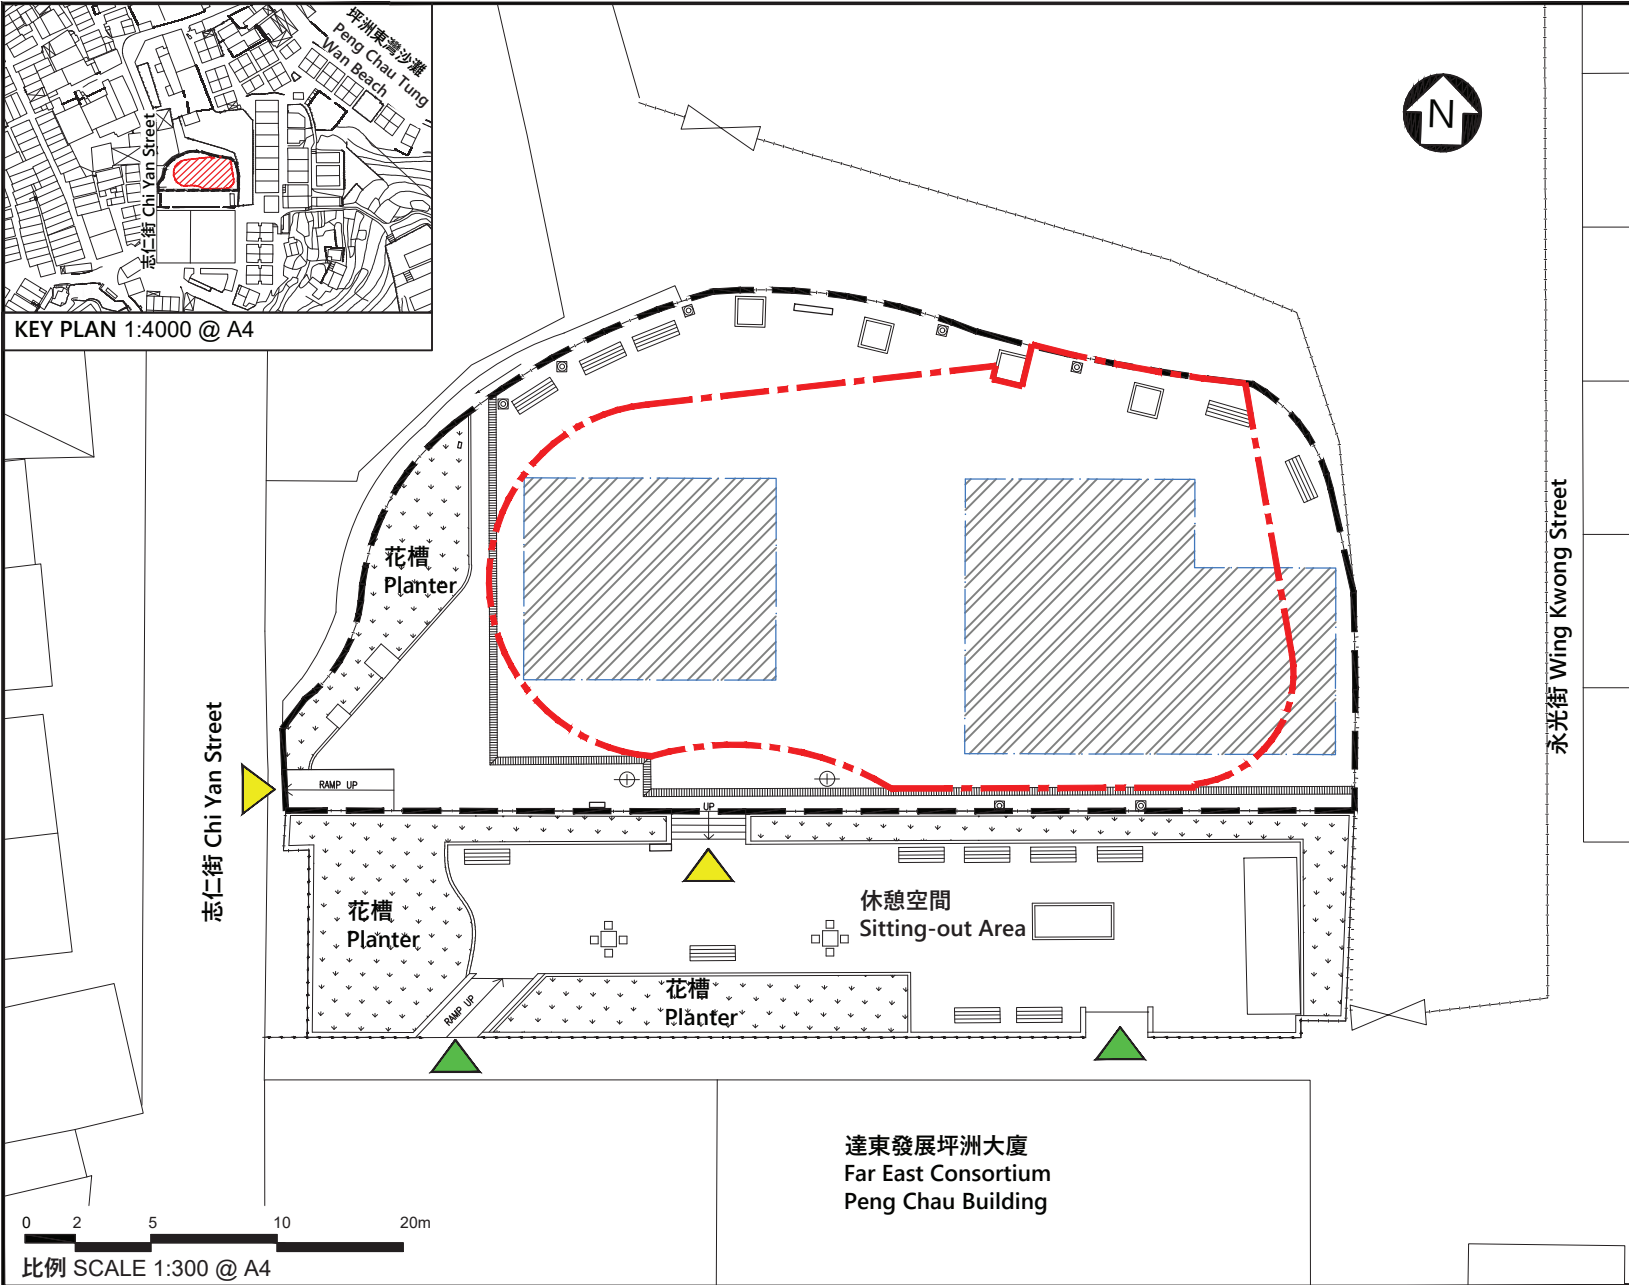 坪洲東灣沙灘
Peng Chau Tung
Wan Beach
志仁街 Chi Yan Street
KEY PLAN 1:4000 @ A4
N
花槽
Planter
永光街 Wing Kwong Street
志仁街 Chi Yan Street
RAMP UP
UP
花槽
Planter
休憩空間
Sitting-out Area
花槽
Planter
RAMP UP
達東發展坪洲大廈
Far East Consortium
Peng Chau Building
0 2 5 10 20m
比例 SCALE 1:300 @ A4